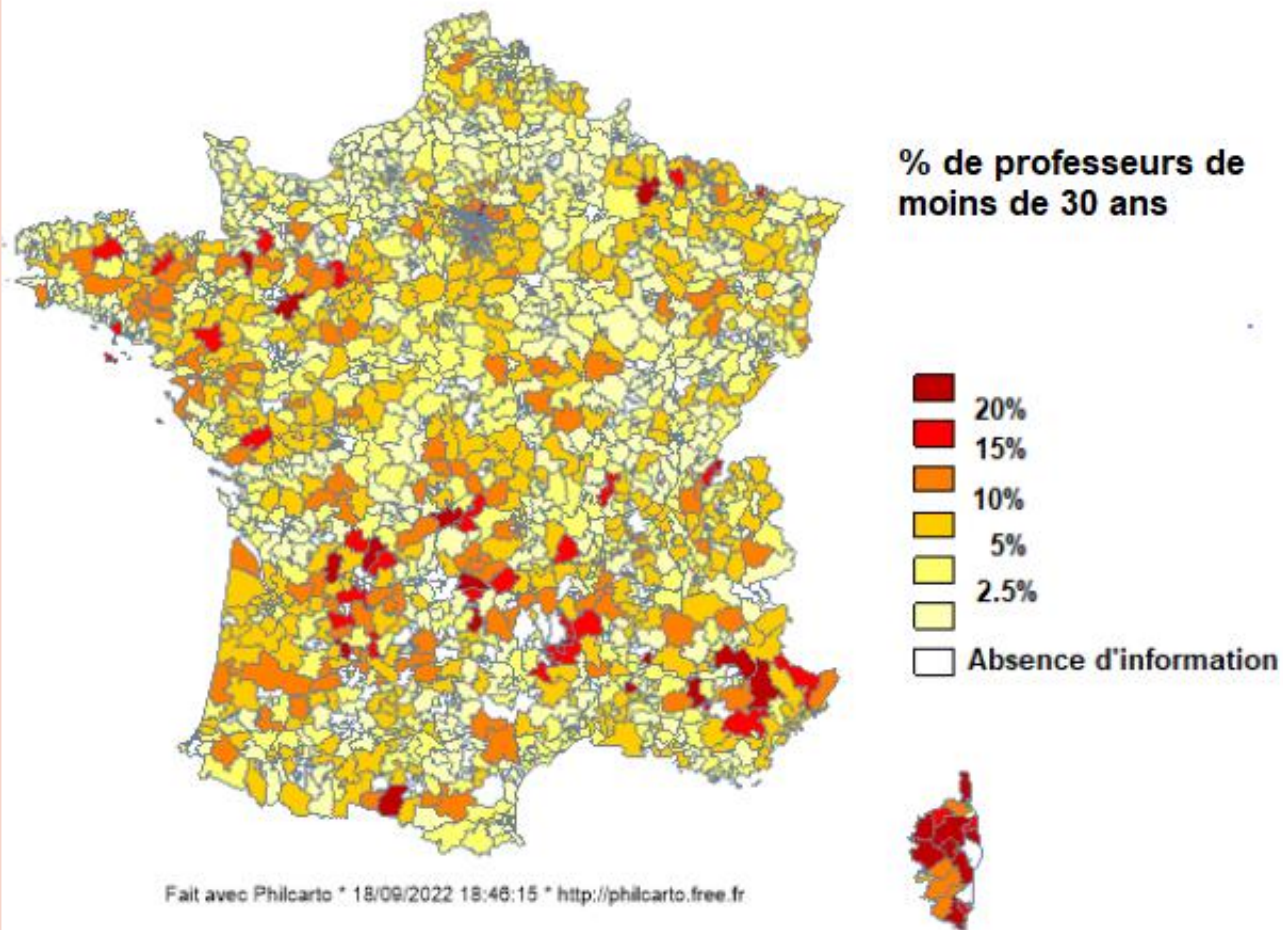 % de professeurs de
moins de 30 ans
20%
15%
10%
5%
2.5%
Absence d'information
Fait avec Philcarto * 18/09/2022 18:46:15 * http://philcarto.free.fr